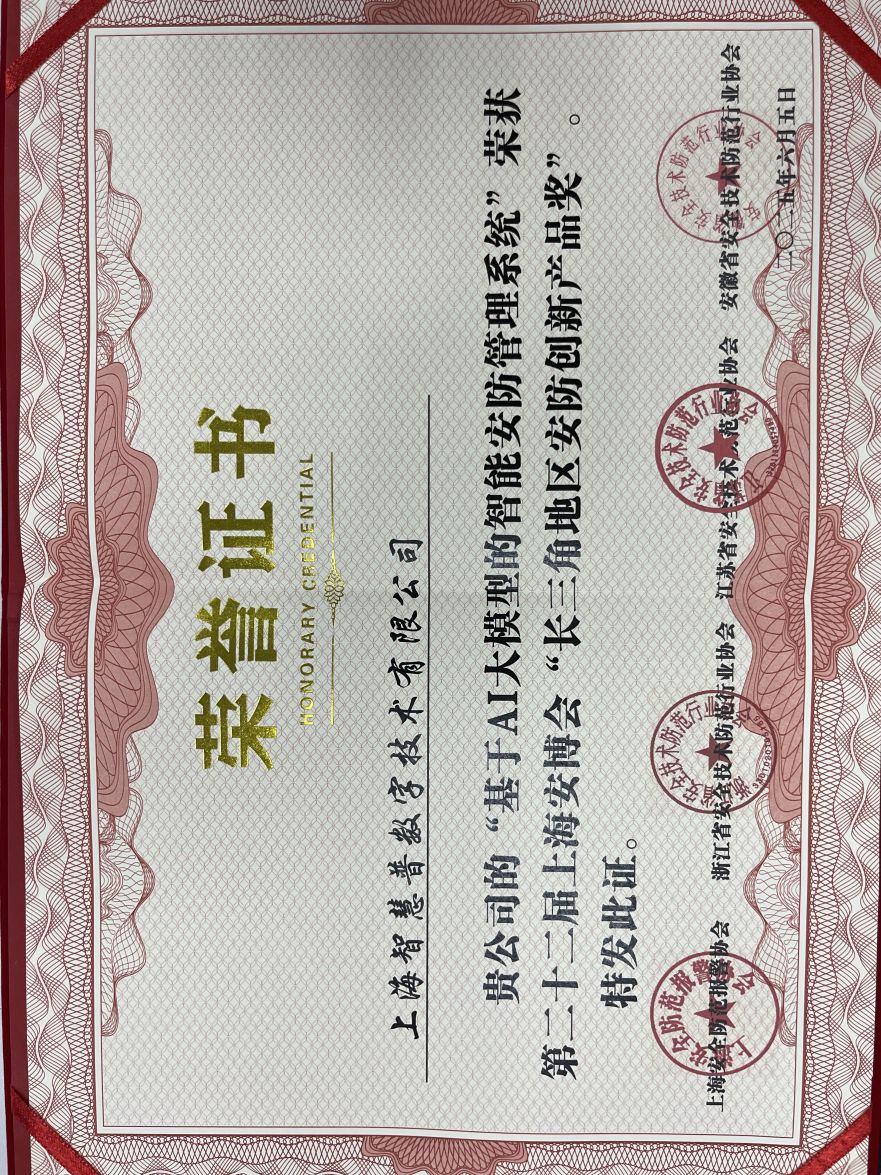 荣誉证书
HONORARY CREDENTIAL
上海智慧普数字技术有限公司
贵公司的“基于AI大模型的智能安防管理系统”荣获
第二十二届上海安博会“长三角地区安防创新产品奖”。
特发此证。
上海安全防范报警协会 浙江省安全技术防范行业协会 江苏省安全技术防范行业协会 安徽省安全技术防范行业协会
二〇二五年六月五日